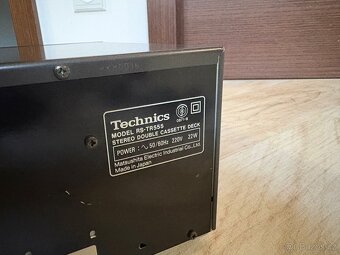 Technics
MODEL RS-TR555
STEREO DOUBLE CASSETTE DECK
POWER : ∿ 50/60Hz 220V 22W
Matsushita Electric Industrial Co.,Ltd.
Made in Japan